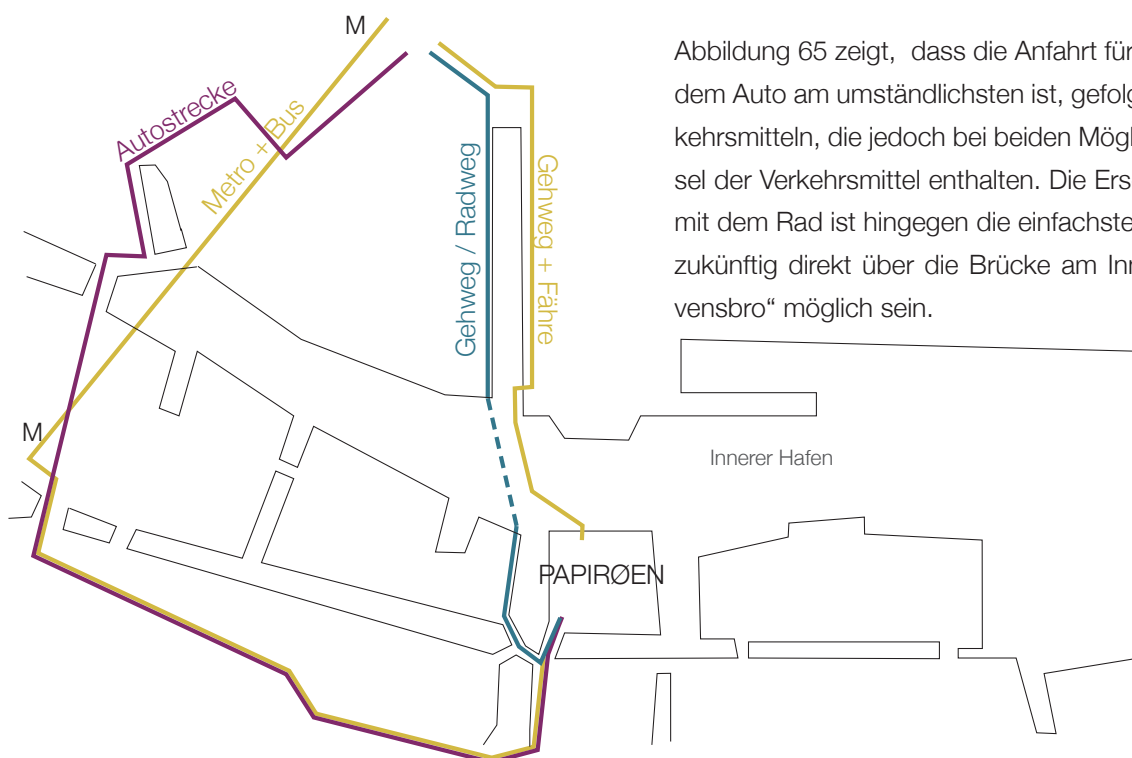 M
Abbildung 65 zeigt, dass die Anfahrt für
dem Auto am umständlichsten ist, gefolg
kehrsmitteln, die jedoch bei beiden Mögl
sel der Verkehrsmittel enthalten. Die Ers
mit dem Rad ist hingegen die einfachste
zukünftig direkt über die Brücke am Inn
vensbro“ möglich sein.
Autostrecke
Metro + Bus
Gehweg / Radweg
Gehweg + Fähre
M
Innerer Hafen
PAPIRØEN